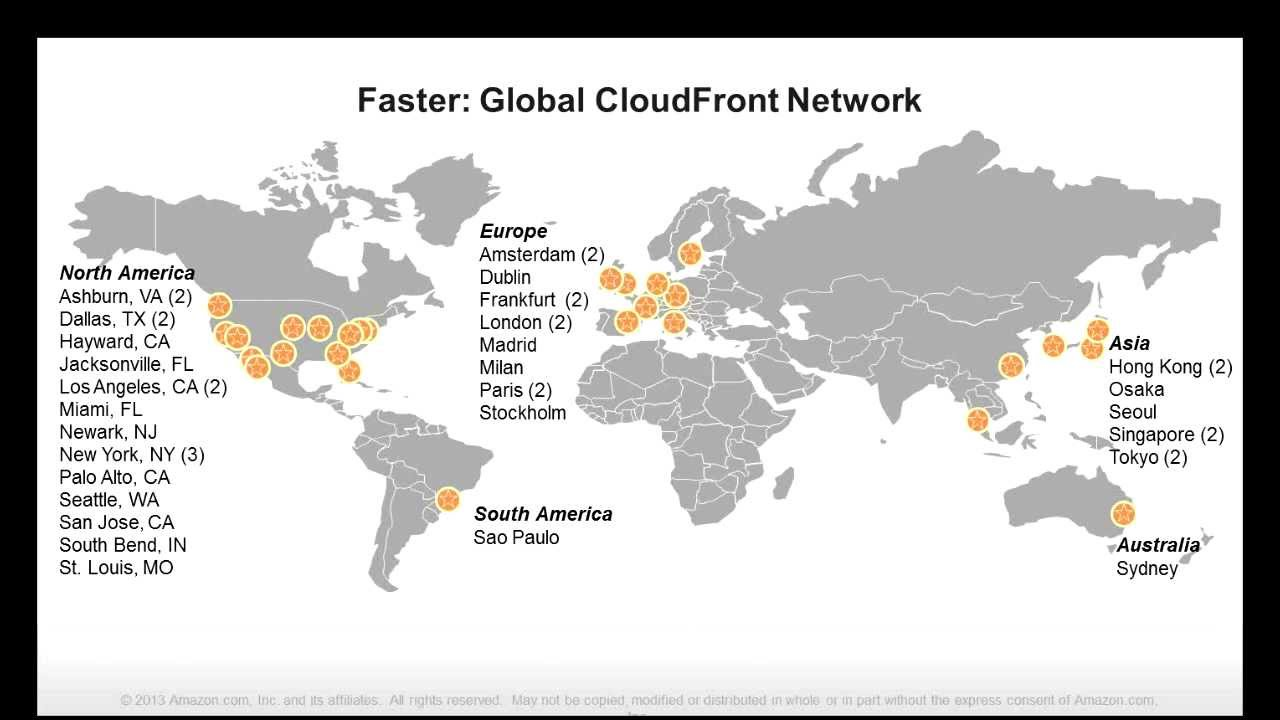 Faster: Global CloudFront Network
North America
Ashburn, VA (2)
Dallas, TX (2)
Hayward, CA
Jacksonville, FL
Los Angeles, CA (2)
Miami, FL
Newark, NJ
New York, NY (3)
Palo Alto, CA
Seattle, WA
San Jose, CA
South Bend, IN
St. Louis, MO
Europe
Amsterdam (2)
Dublin
Frankfurt (2)
London (2)
Madrid
Milan
Paris (2)
Stockholm
South America
Sao Paulo
Asia
Hong Kong (2)
Osaka
Seoul
Singapore (2)
Tokyo (2)
Australia
Sydney
© 2013 Amazon.com, Inc. and its affiliates. All rights reserved. May not be copied, modified or distributed in whole or in part without the express consent of Amazon.com,